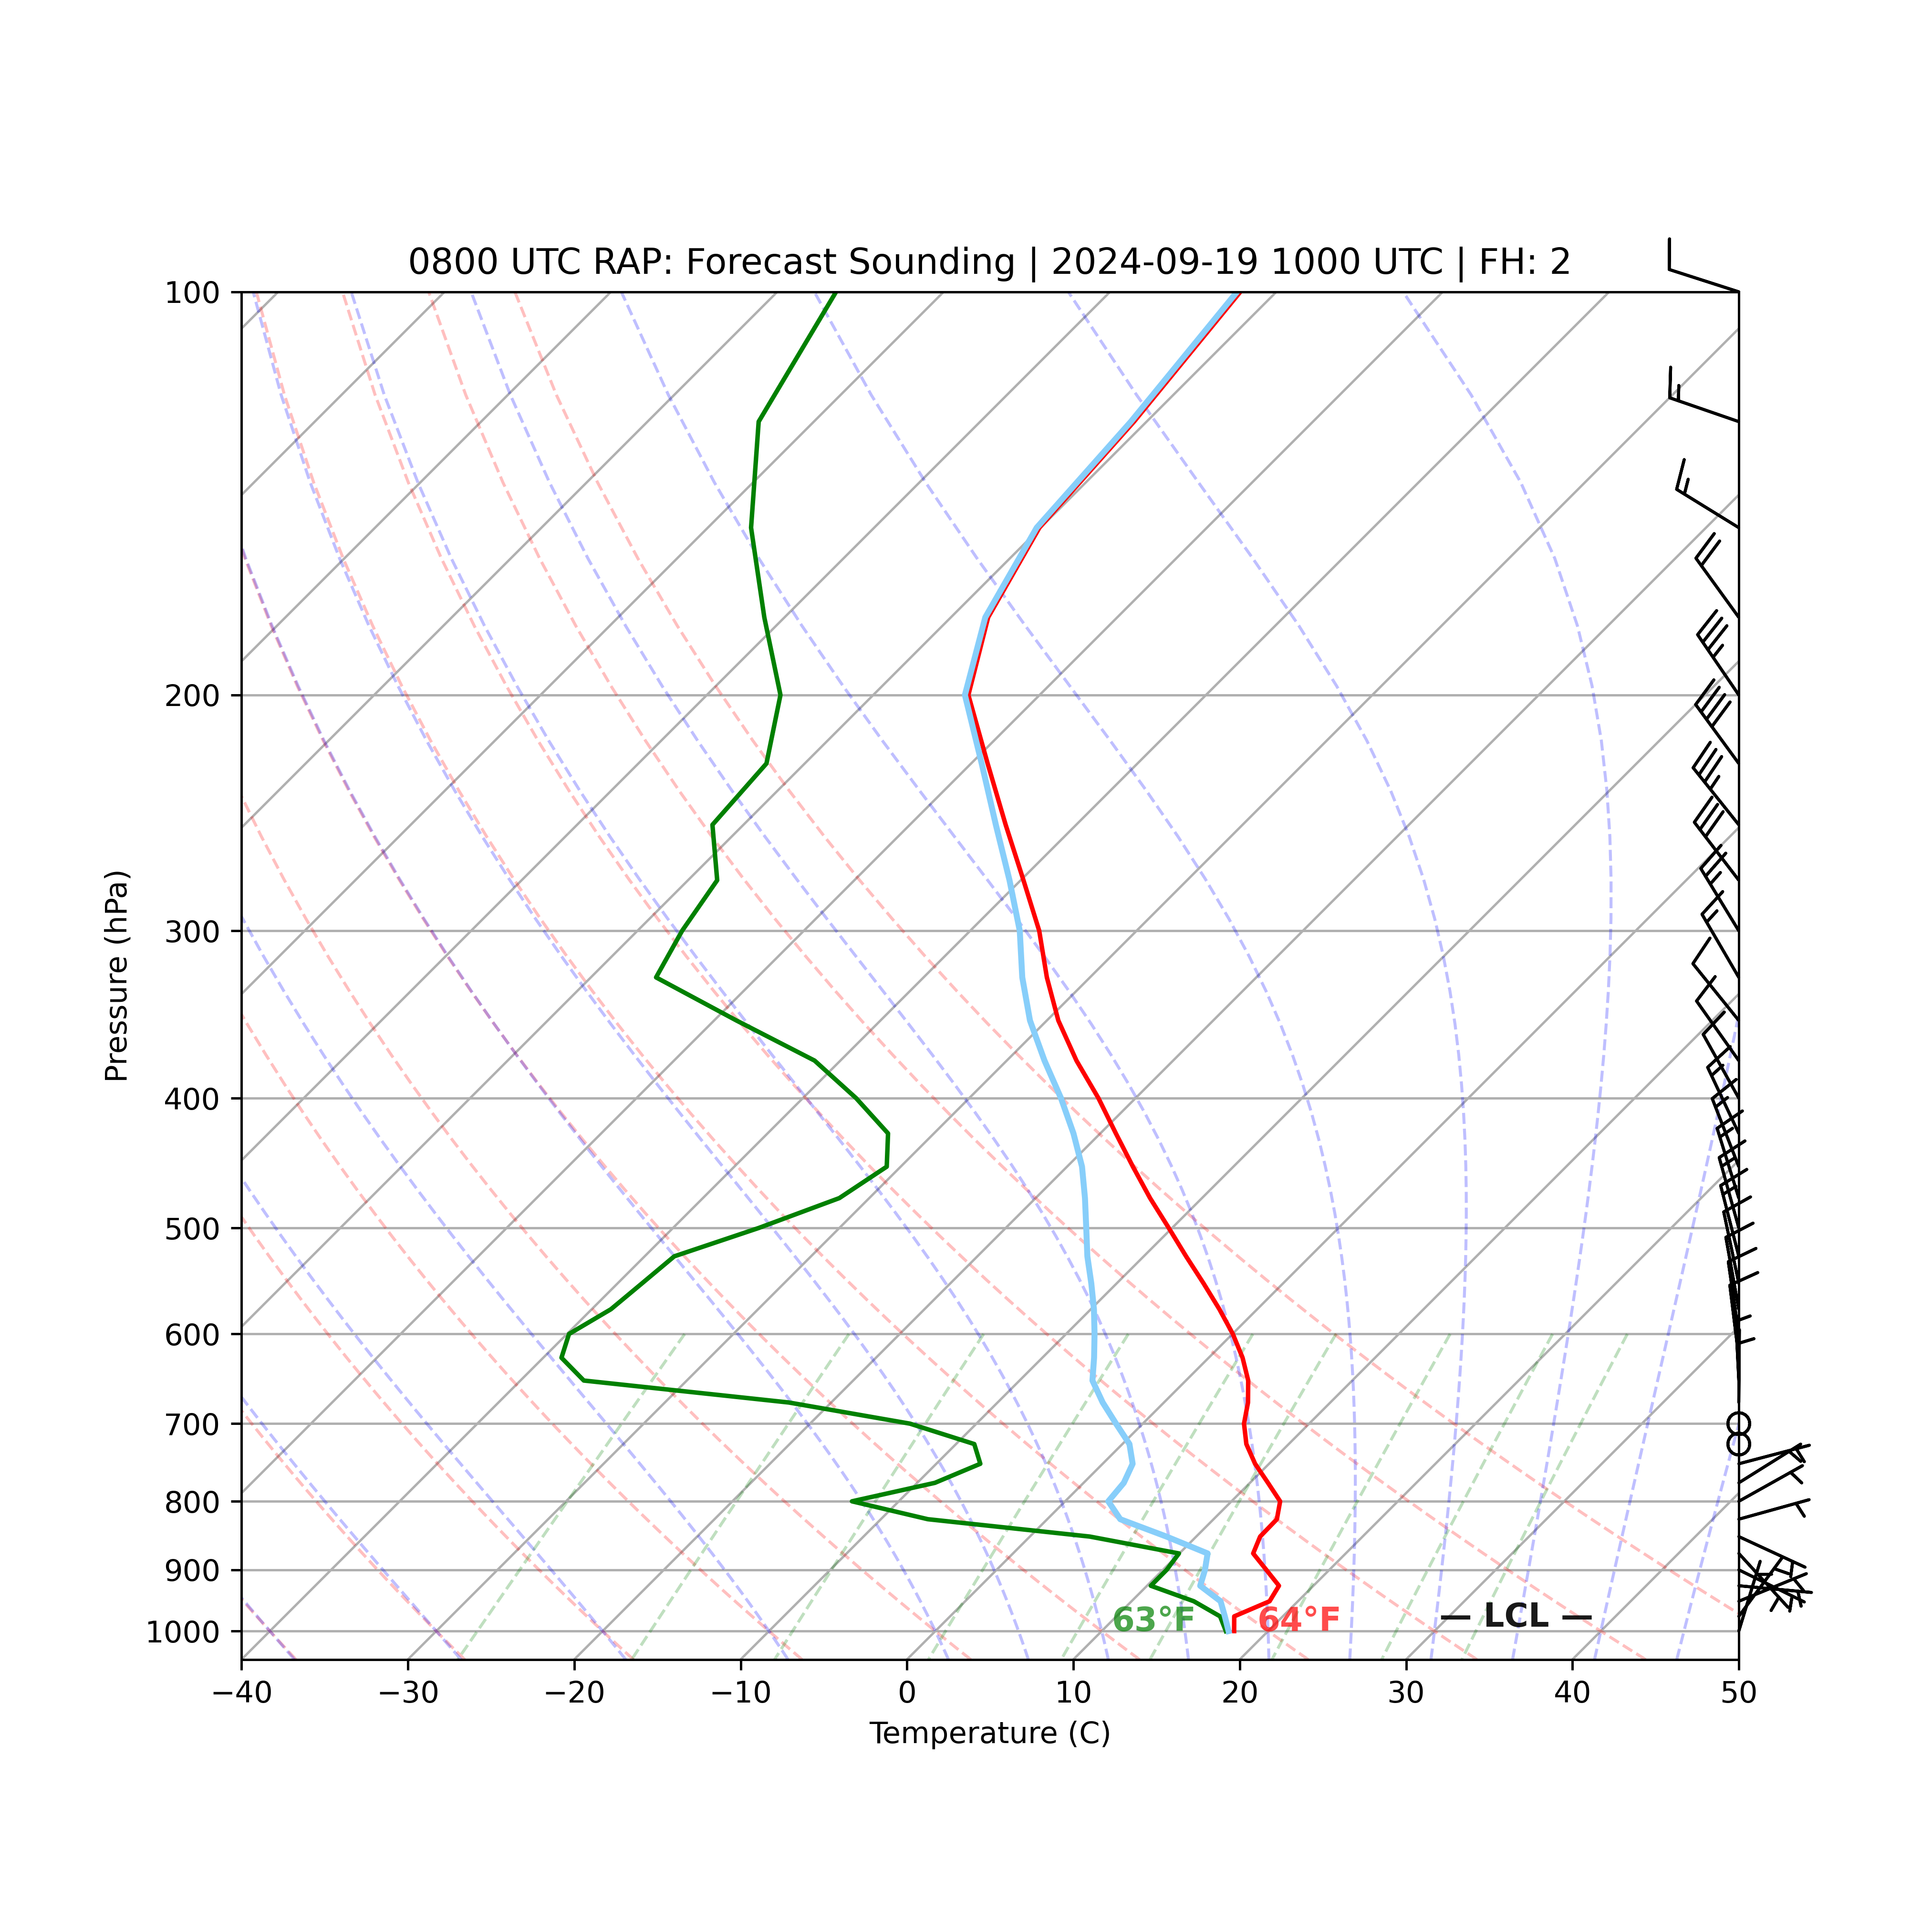 0800 UTC RAP: Forecast Sounding | 2024-09-19 1000 UTC | FH: 2
100
200
300
400
500
600
700
800
900
1000
Pressure (hPa)
63°F
64°F
— LCL —
−40 −30 −20 −10 0 10 20 30 40 50
Temperature (C)